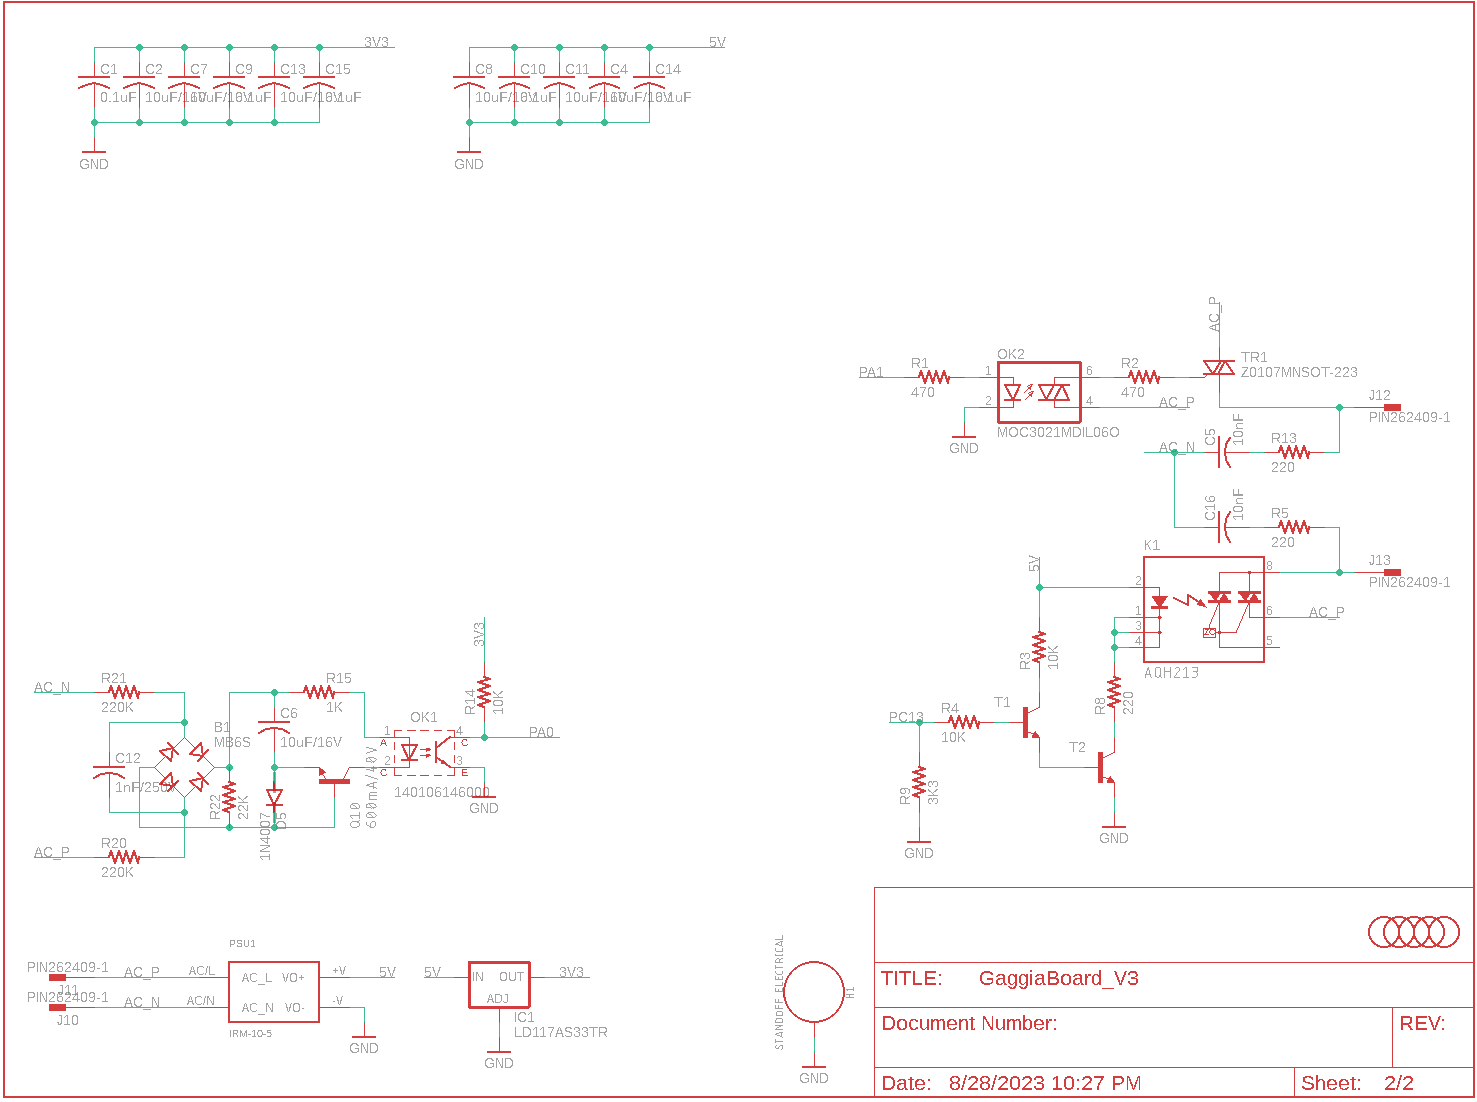 3V3
5V
C1
C2
C7
C9
C13
C15
C8
C10
C11
C4
C14
0.1uF
10uF/16V
10uF/16V
0.1uF
10uF/16V
0.1uF
10uF/16V
0.1uF
10uF/16V
10uF/16V
0.1uF
GND
GND
AC_P
OK2
R1
PA1
470
1
2
6
4
R2
470
AC_P
MOC3021MDIL06O
GND
TR1
Z0107MNSOT-223
J12
PIN262409-1
AC_N
C5
10nF
R13
220
C16
10nF
R5
220
K1
J13
PIN262409-1
5V
2
1
3
4
8
6
5
ZC
AC_P
AQH213
R3
10K
R8
220
T1
PC13
R4
10K
T2
R9
3K3
GND
GND
3V3
R14
10K
AC_N
R21
220K
R15
1K
B1
MB6S
C6
10uF/16V
OK1
1
A
2
C
4
C
3
E
PA0
C12
1nF/250V
R22
22K
1N4007
D5
Q10
600mA/40V
140106146000
GND
AC_P
R20
220K
PSU1
PIN262409-1
J11
AC_P
AC/L
AC_L
VO+
+V
5V
PIN262409-1
J10
AC_N
AC/N
AC_N
VO-
-V
IRM-10-5
GND
5V
IN
OUT
ADJ
3V3
IC1
LD117AS33TR
GND
STANDOFF_ELECTRICAL
H1
GND
TITLE: GaggiaBoard_V3
Document Number:
REV:
Date: 8/28/2023 10:27 PM
Sheet: 2/2